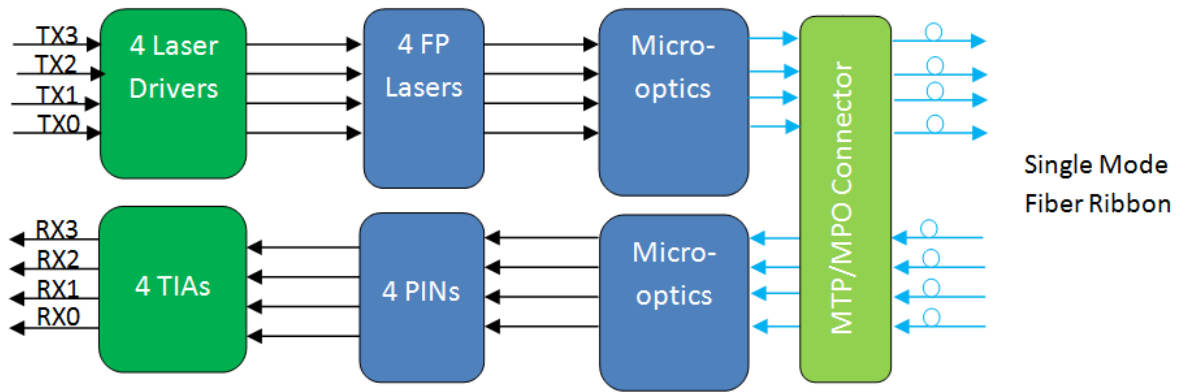 TX3
TX2
TX1
TX0
4 Laser
Drivers
4 FP
Lasers
Micro-
optics
MTP/MPO Connector
Single Mode
Fiber Ribbon
RX3
RX2
RX1
RX0
4 TIAs
4 PINs
Micro-
optics